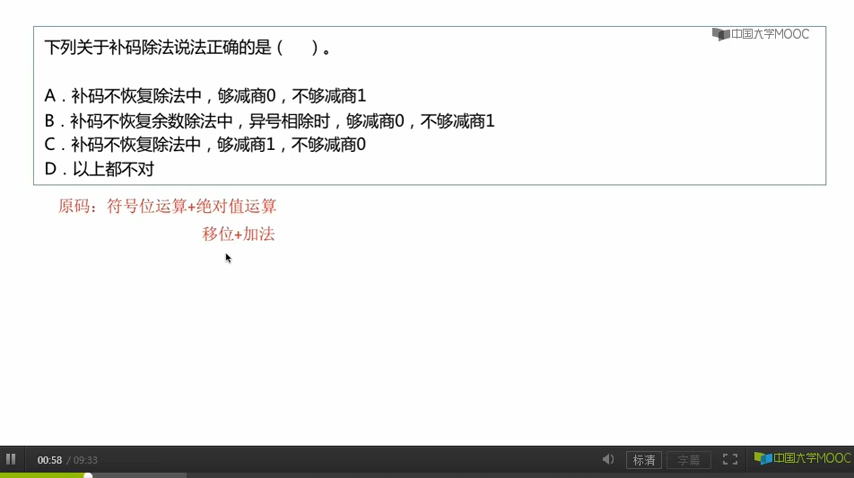 中国大学MOOC
下列关于补码除法说法正确的是（　）。
A．补码不恢复除法中，够减商0，不够减商1
B．补码不恢复余数除法中，异号相除时，够减商0，不够减商1
C．补码不恢复除法中，够减商1，不够减商0
D．以上都不对
原码：符号位运算+绝对值运算
移位+加法
00:58 / 09:33
标清
字幕
中国大学MOOC